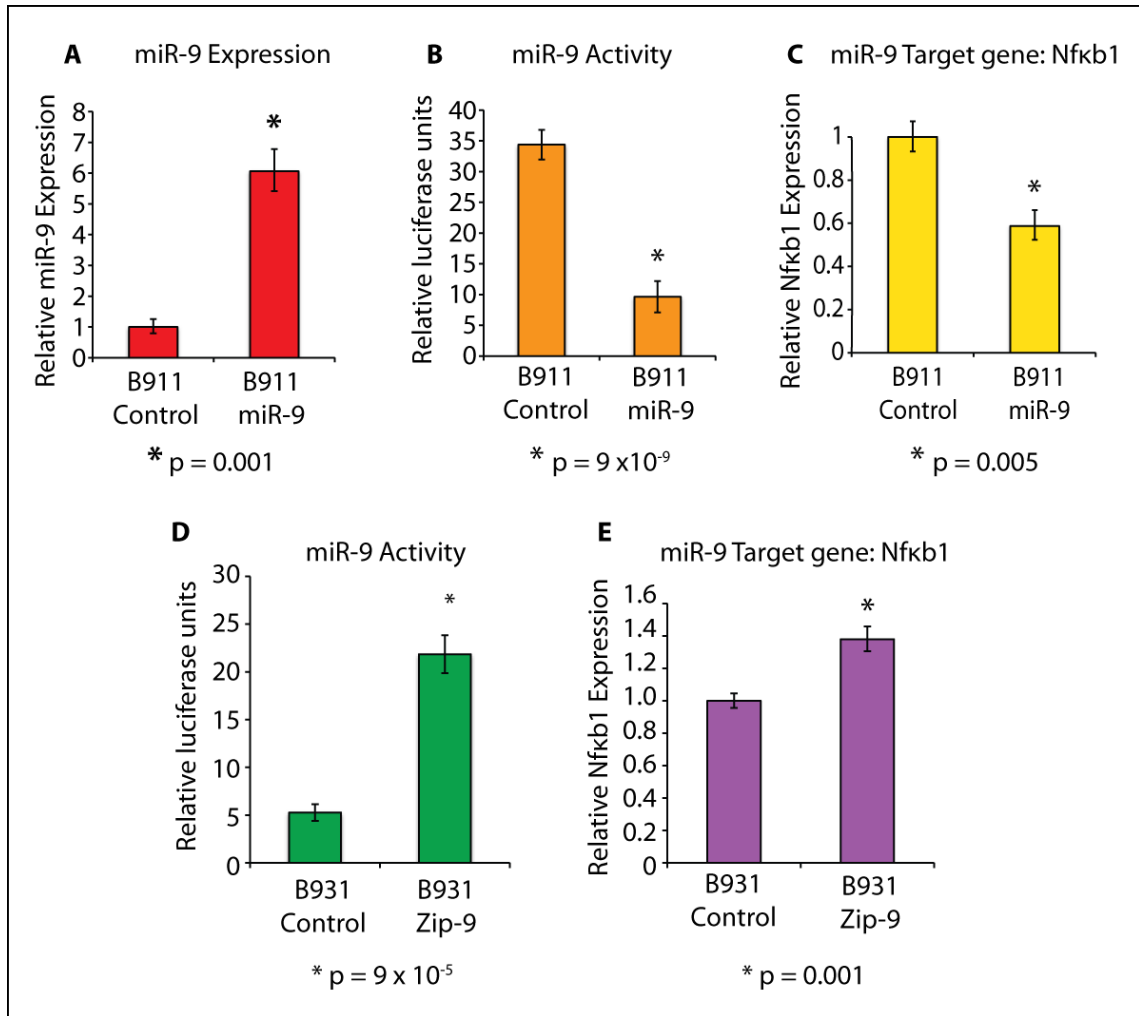 A miR-9 Expression
Relative miR-9 Expression
8
7
6
5
4
3
2
1
0
*
B911 B911
Control miR-9
* p = 0.001
B miR-9 Activity
Relative luciferase units
40
35
30
25
20
15
10
5
0
*
B911 B911
Control miR-9
* p = 9 x10⁻⁹
C miR-9 Target gene: Nfκb1
Relative Nfκb1 Expression
1
0.8
0.6
0.4
0.2
0
*
B911 B911
Control miR-9
* p = 0.005
D miR-9 Activity
Relative luciferase units
30
25
20
15
10
5
0
*
B931 B931
Control Zip-9
* p = 9 x 10⁻⁵
E miR-9 Target gene: Nfκb1
Relative Nfκb1 Expression
1.6
1.4
1.2
1.0
0.8
0.6
0.4
0.2
0
*
B931 B931
Control Zip-9
* p = 0.001